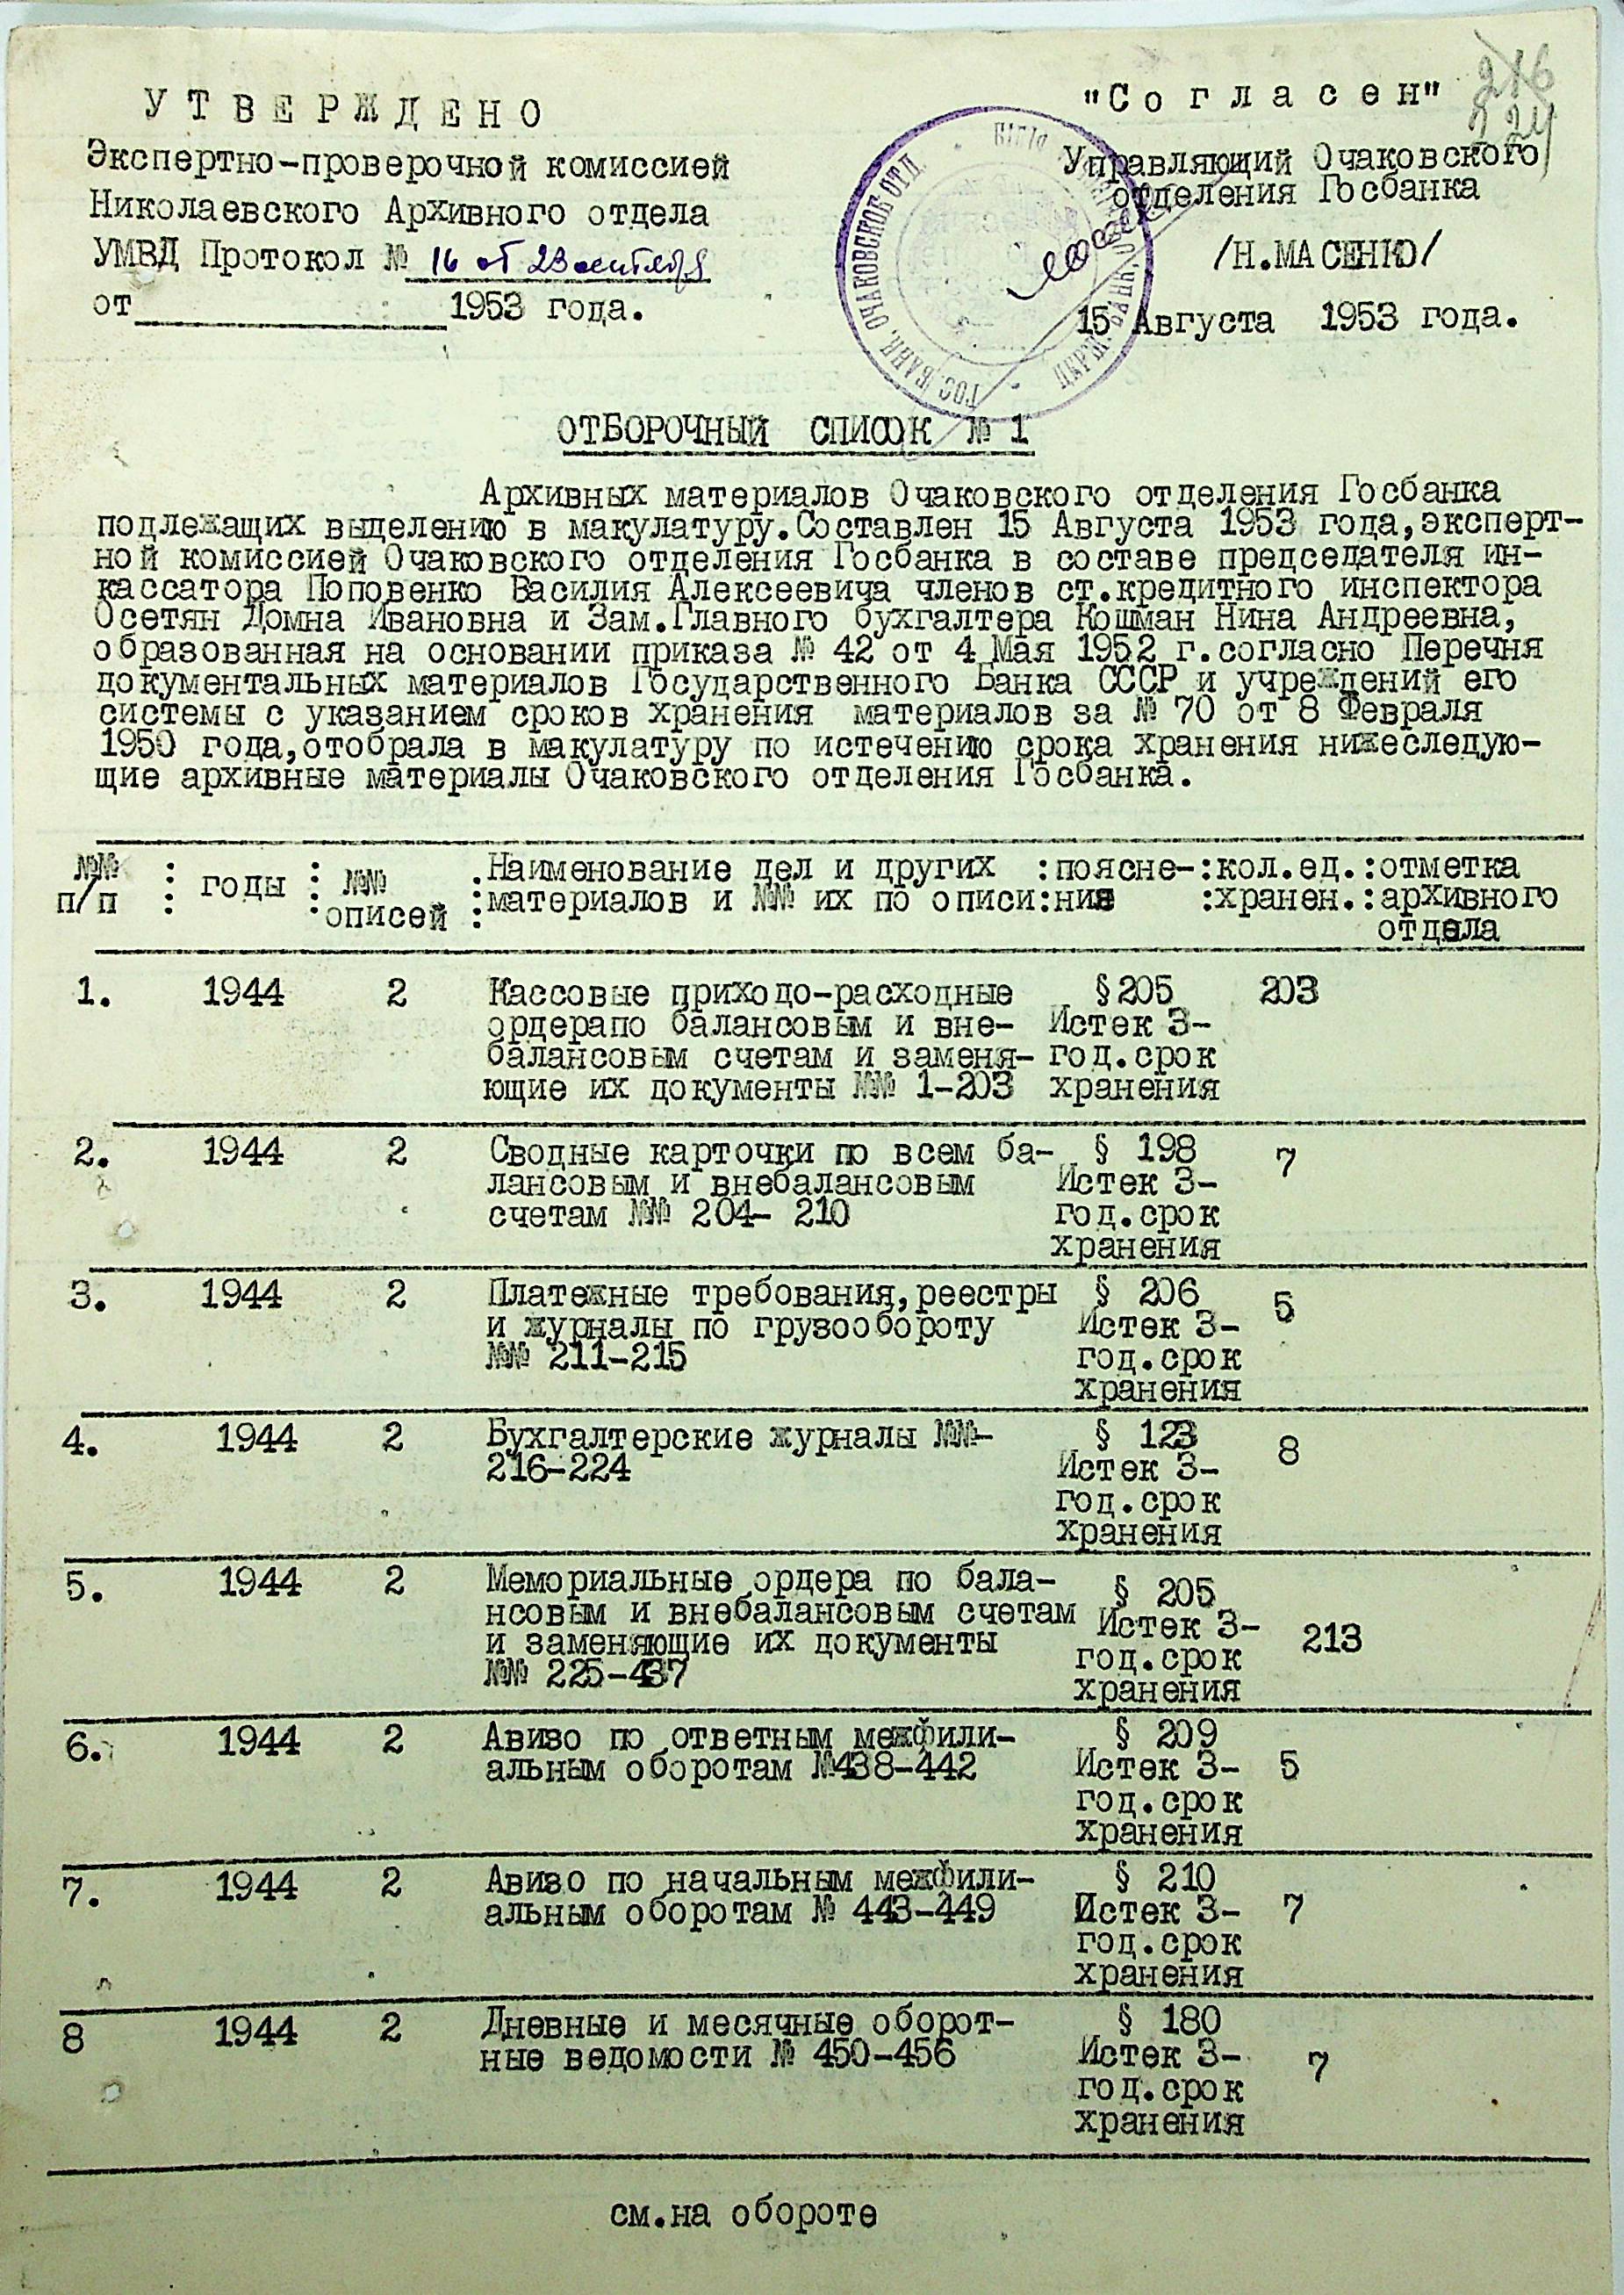 216
224
УТВЕРЖДЕНО
Экспертно-проверочной комиссией
Николаевского Архивного отдела
УМВД Протокол № 16 от 23 сентября
от 1953 года.
"Согласен"
Управляющий Очаковского
отделения Госбанка
/Н.МАСЕНКО/
15 Августа 1953 года.
ГОС. БАНК. ОЧАКОВСКОЕ ОТД.
ОТБОРОЧНЫЙ СПИСОК № 1
Архивных материалов Очаковского отделения Госбанка
подлежащих выделению в макулатуру.Составлен 15 Августа 1953 года,эксперт-
ной комиссией Очаковского отделения Госбанка в составе председателя ин-
кассатора Поповенко Василия Алексеевича членов ст.кредитного инспектора
Осетян Домна Ивановна и Зам.Главного бухгалтера Кошман Нина Андреевна,
образованная на основании приказа № 42 от 4 Мая 1952 г.согласно Перечня
документальных материалов Государственного Банка СССР и учреждений его
системы с указанием сроков хранения материалов за № 70 от 8 Февраля
1950 года,отобрала в макулатуру по истечению срока хранения нижеследую-
щие архивные материалы Очаковского отделения Госбанка.
№№ : годы : №№ :Наименование дел и других :поясне-:кол.ед.:отметка
п/п : : описей :материалов и №№ их по описи:ния :хранен.:архивного
отдела
1. 1944 2 Кассовые приходо-расходные § 205 203
ордерапо балансовым и вне- Истек 3-
балансовым счетам и заменя- год.срок
ющие их документы №№ 1-203 хранения
2. 1944 2 Сводные карточки по всем ба- § 198 7
лансовым и внебалансовым Истек 3-
счетам №№ 204- 210 год.срок
хранения
3. 1944 2 Платежные требования,реестры § 206 5
и журналы по грузообороту Истек 3-
№№ 211-215 год.срок
хранения
4. 1944 2 Бухгалтерские журналы №№- § 123 8
216-224 Истек 3-
год.срок
хранения
5. 1944 2 Мемориальные ордера по бала- § 205
нсовым и внебалансовым счетам Истек 3- 213
и заменяющие их документы год.срок
№№ 225-437 хранения
6. 1944 2 Авизо по ответным межфили- § 209
альным оборотам №438-442 Истек 3- 5
год.срок
хранения
7. 1944 2 Авизо по начальным межфили- § 210
альным оборотам № 443-449 Истек 3- 7
год.срок
хранения
8 1944 2 Дневные и месячные оборот- § 180
ные ведомости № 450-456 Истек 3- 7
год.срок
хранения
см.на обороте